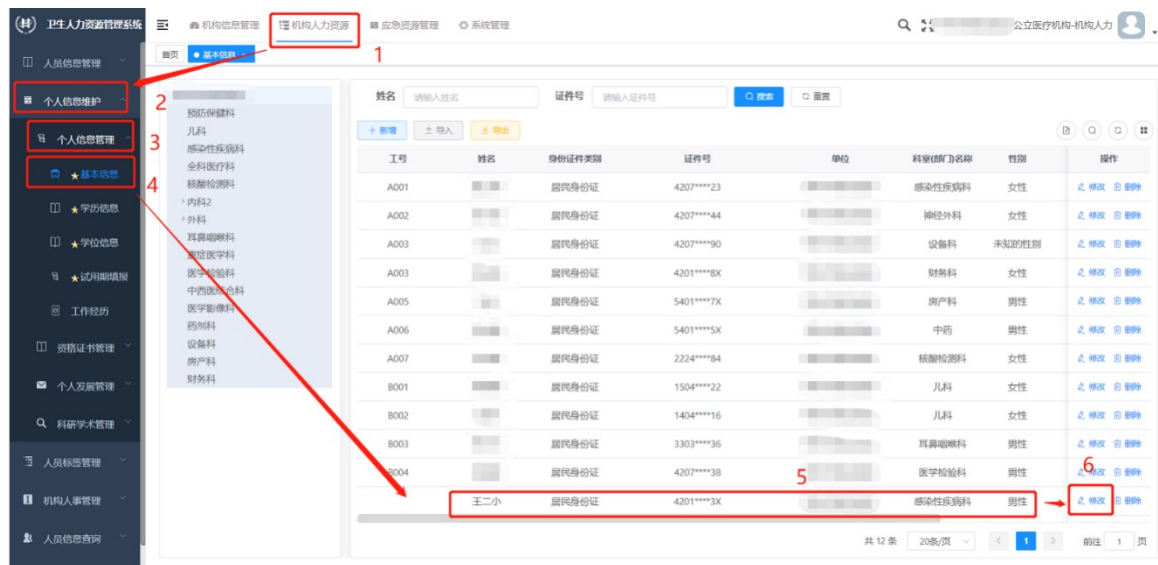 卫生人力资源管理系统
机构信息管理 机构人力资源 应急资源管理 系统管理
公立医疗机构-机构人力
首页 基本信息
1
人员信息管理
个人信息维护
2
个人信息管理
3
基本信息
4
学历信息
学位信息
试用期填报
工作经历
资格证书管理
个人发展管理
科研学术管理
人员标签管理
机构人事管理
人员信息查询
预防保健科
儿科
感染性疾病科
全科医疗科
核酸检测科
内科2
外科
耳鼻咽喉科
重症医学科
医学检验科
中西医结合科
医学影像科
药剂科
设备科
房产科
财务科
姓名 请输入姓名 证件号 请输入证件号 搜索 重置
新增 导入 导出
工号 姓名 身份证件类别 证件号 单位 科室(部门)名称 性别 操作
A001 居民身份证 4207****23 感染性疾病科 女性 修改 删除
A002 居民身份证 4207****44 神经外科 女性 修改 删除
A003 居民身份证 4207****90 设备科 未知的性别 修改 删除
A003 居民身份证 4201****8X 财务科 女性 修改 删除
A005 居民身份证 5401****7X 房产科 男性 修改 删除
A006 居民身份证 5401****5X 中药 男性 修改 删除
A007 居民身份证 2224****84 核酸检测科 女性 修改 删除
B001 居民身份证 1504****22 儿科 女性 修改 删除
B002 居民身份证 1404****16 儿科 女性 修改 删除
B003 居民身份证 3303****36 耳鼻咽喉科 男性 修改 删除
B004 居民身份证 4207****38 医学检验科 男性 修改 删除
5
6
王二小 居民身份证 4201****3X 感染性疾病科 男性 修改 删除
共 12 条 20条/页 1 前往 1 页